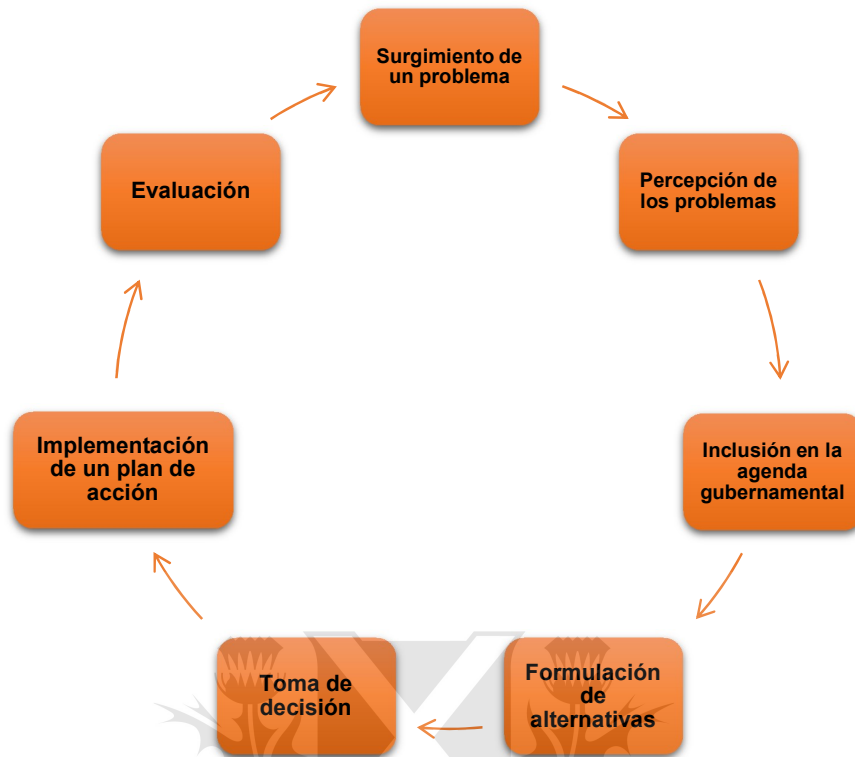 Surgimiento de
un problema
Percepción de
los problemas
Inclusión en la
agenda
gubernamental
Formulación
de
alternativas
Toma de
decisión
Implementación
de un plan de
acción
Evaluación